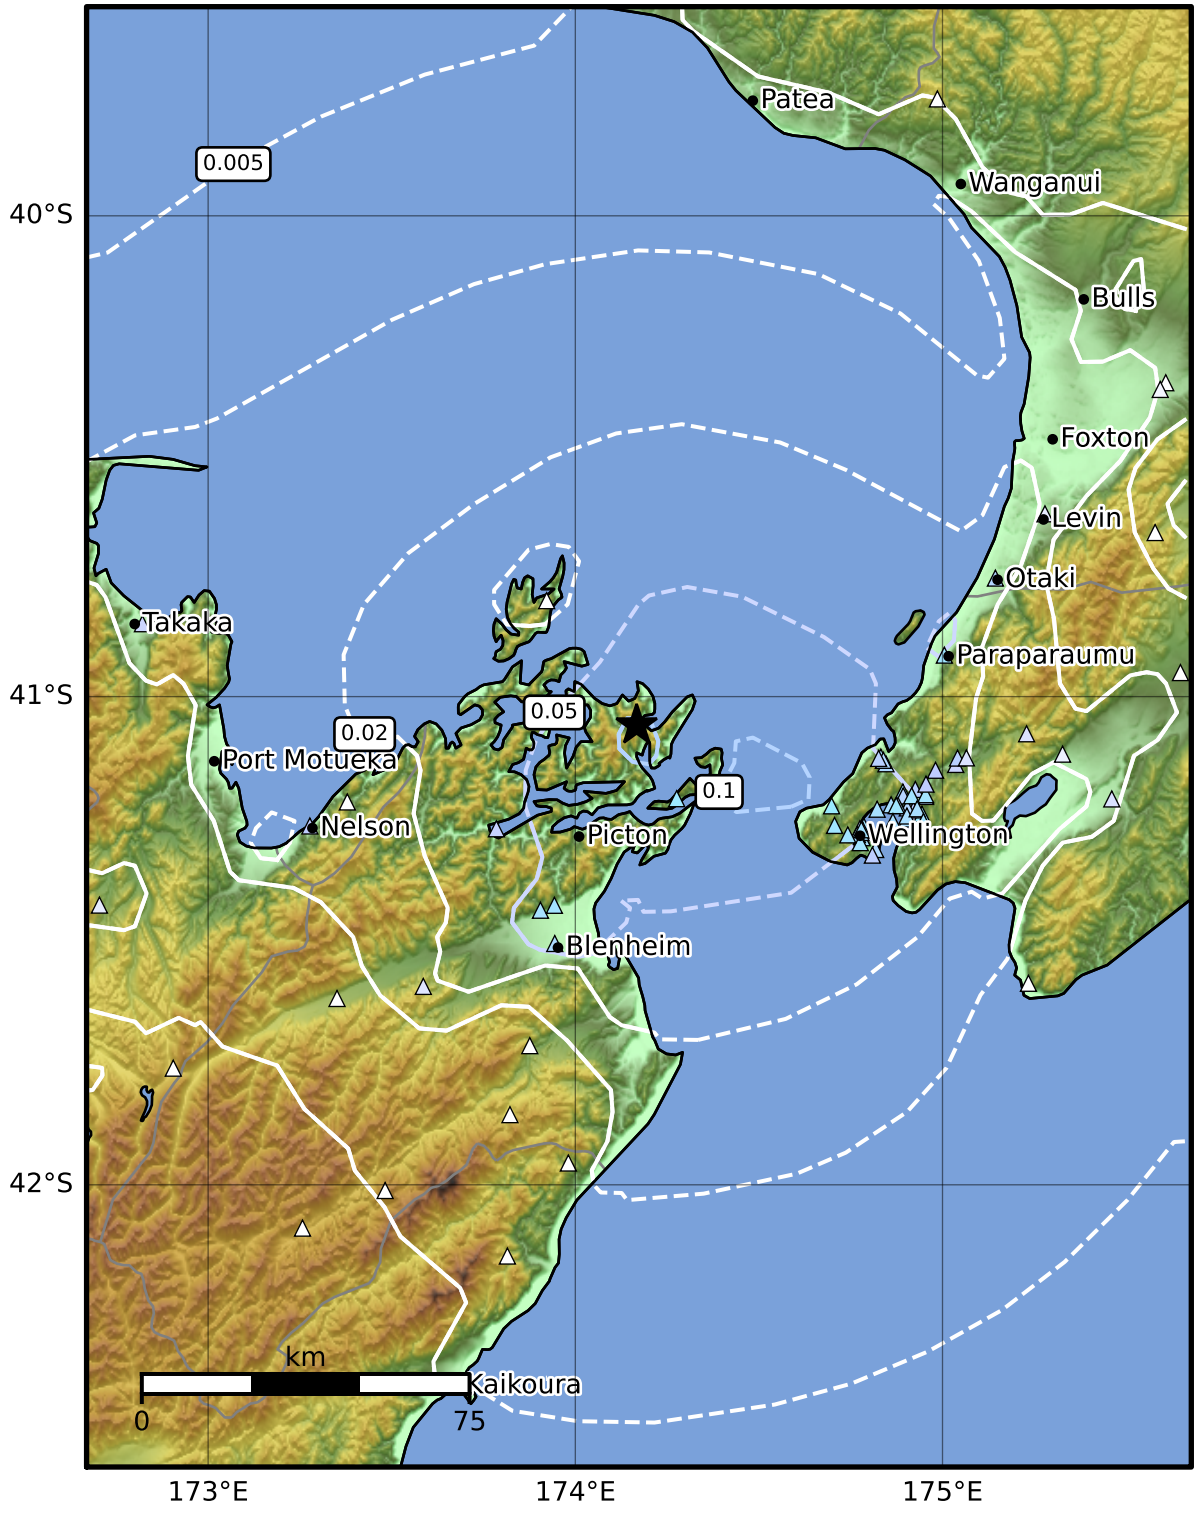 Patea
0.005
Wanganui
40°S
Bulls
Foxton
Levin
Otaki
Takaka
Paraparaumu
41°S
0.05
0.02
Port Motueka
0.1
Nelson
Picton
Wellington
Blenheim
42°S
km
Kaikoura
0 75
173°E 174°E 175°E